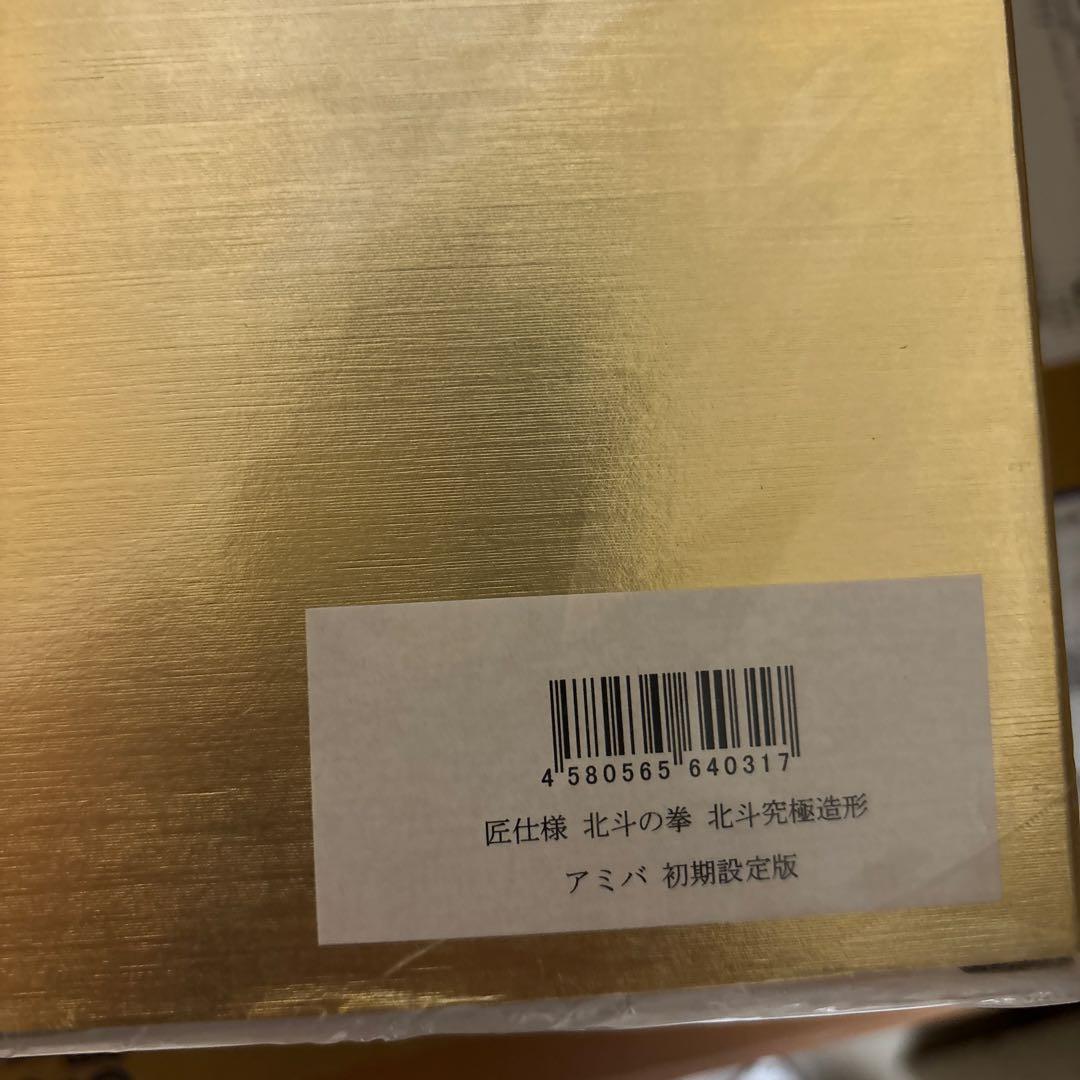 4 580565 640317
匠仕様 北斗の拳 北斗究極造形
アミバ 初期設定版